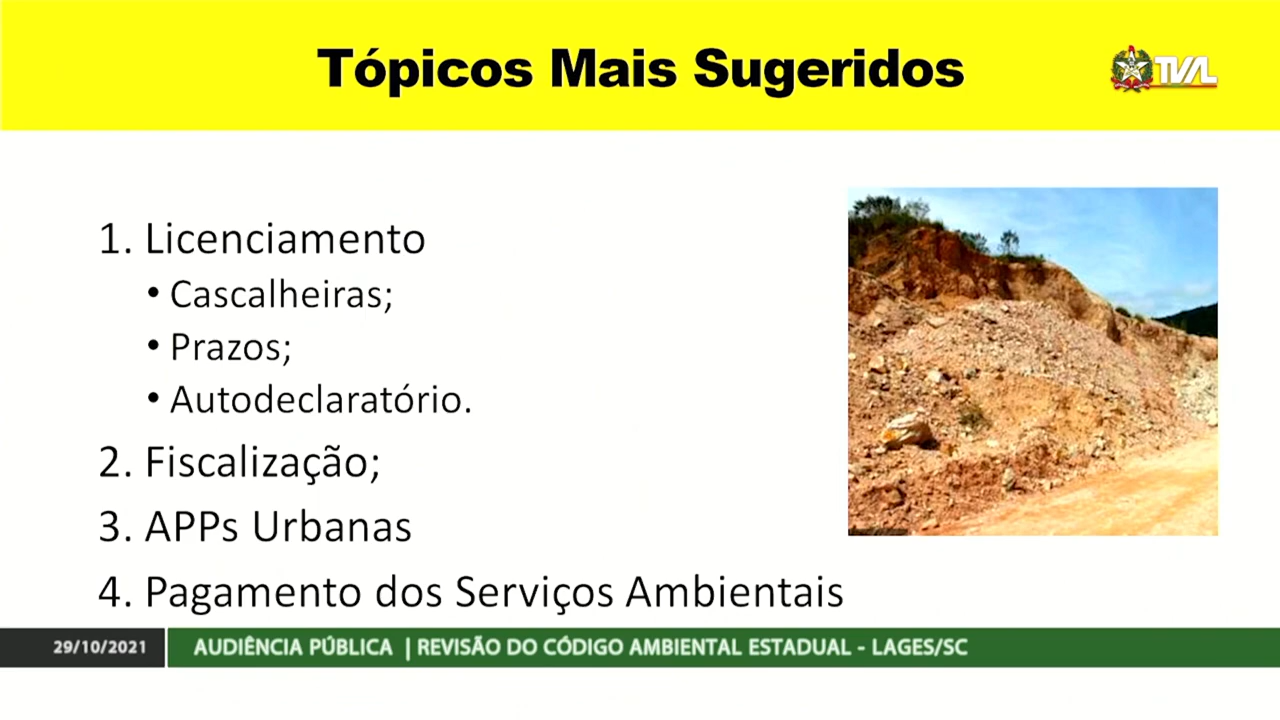 Tópicos Mais Sugeridos
TVAL
1. Licenciamento
• Cascalheiras;
• Prazos;
• Autodeclaratório.
2. Fiscalização;
3. APPs Urbanas
4. Pagamento dos Serviços Ambientais
29/10/2021
AUDIÊNCIA PÚBLICA | REVISÃO DO CÓDIGO AMBIENTAL ESTADUAL - LAGES/SC